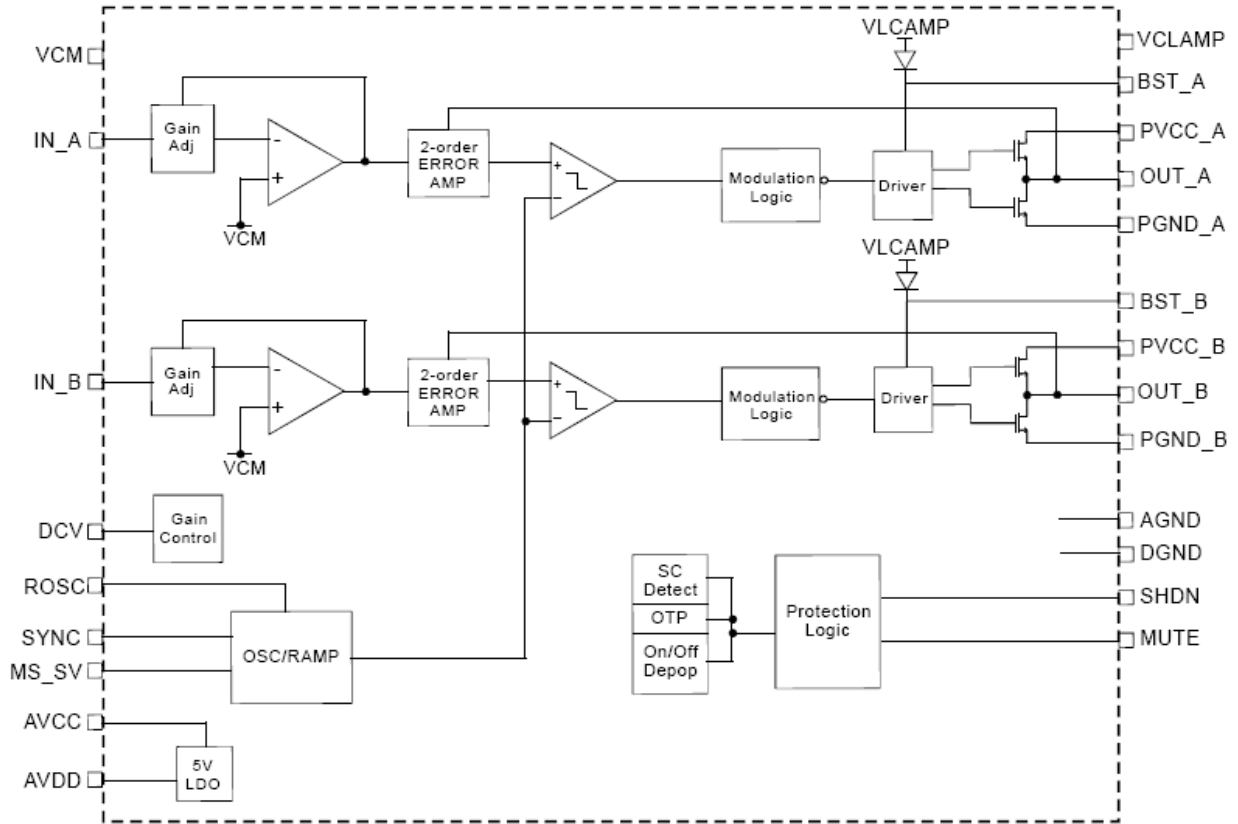 VLCAMP
VCM
VCLAMP
BST_A
IN_A
Gain
Adj
-
+
VCM
2-order
ERROR
AMP
+
-
Modulation
Logic
Driver
PVCC_A
OUT_A
PGND_A
VLCAMP
BST_B
IN_B
Gain
Adj
-
+
VCM
2-order
ERROR
AMP
+
-
Modulation
Logic
Driver
PVCC_B
OUT_B
PGND_B
DCV
Gain
Control
AGND
DGND
ROSC
SYNC
MS_SV
OSC/RAMP
SC
Detect
OTP
On/Off
Depop
Protection
Logic
SHDN
MUTE
AVCC
AVDD
5V
LDO